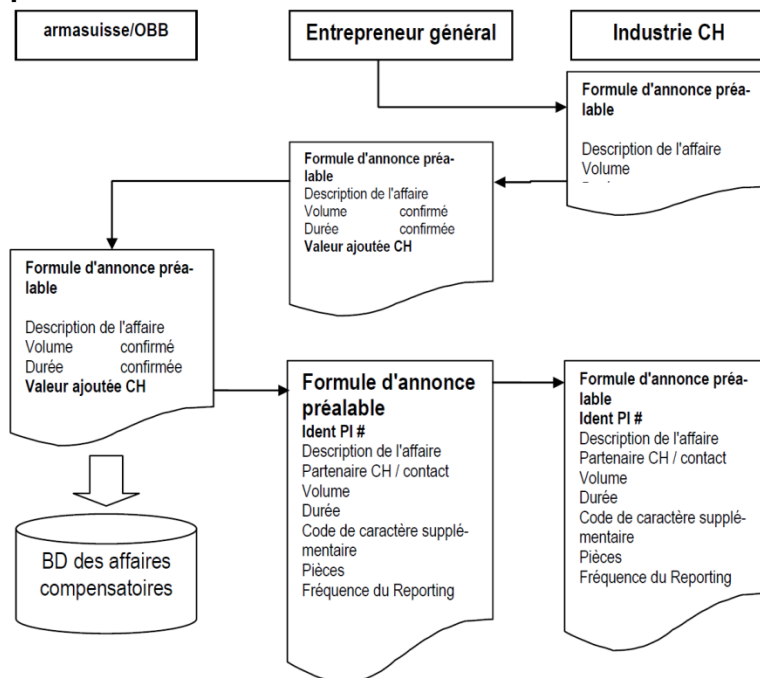 armasuisse/OBB
Entrepreneur général
Industrie CH
Formule d'annonce préa-
lable
Description de l'affaire
Volume
Formule d'annonce préa-
lable
Description de l'affaire
Volume confirmé
Durée confirmée
Valeur ajoutée CH
Formule d'annonce préa-
lable
Description de l'affaire
Volume confirmé
Durée confirmée
Valeur ajoutée CH
BD des affaires
compensatoires
Formule d'annonce
préalable
Ident PI #
Description de l'affaire
Partenaire CH / contact
Volume
Durée
Code de caractère supplé-
mentaire
Pièces
Fréquence du Reporting
Formule d'annonce préa-
lable
Ident PI #
Description de l'affaire
Partenaire CH / contact
Volume
Durée
Code de caractère supplé-
mentaire
Pièces
Fréquence du Reporting